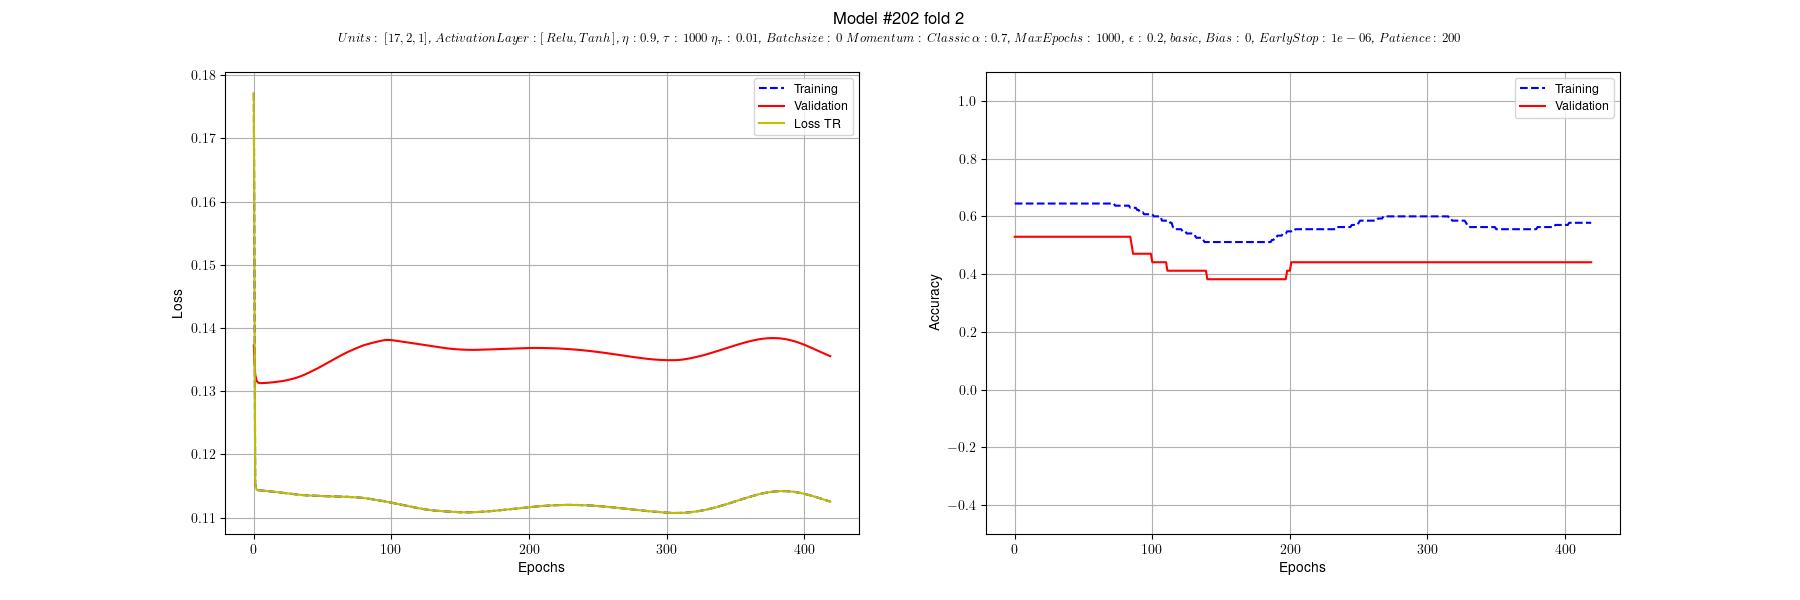 Model #202 fold 2
Units : [17, 2, 1], ActivationLayer : [Relu, Tanh], η : 0.9, τ : 1000 η_τ : 0.01, Batchsize : 0 Momentum : Classic α : 0.7, MaxEpochs : 1000, ϵ : 0.2, basic, Bias : 0, EarlyStop : 1e − 06, Patience : 200
0.18
0.17
0.16
0.15
0.14
0.13
0.12
0.11
Loss
0 100 200 300 400
Epochs
Training
Validation
Loss TR
1.0
0.8
0.6
0.4
0.2
0.0
−0.2
−0.4
Accuracy
0 100 200 300 400
Epochs
Training
Validation